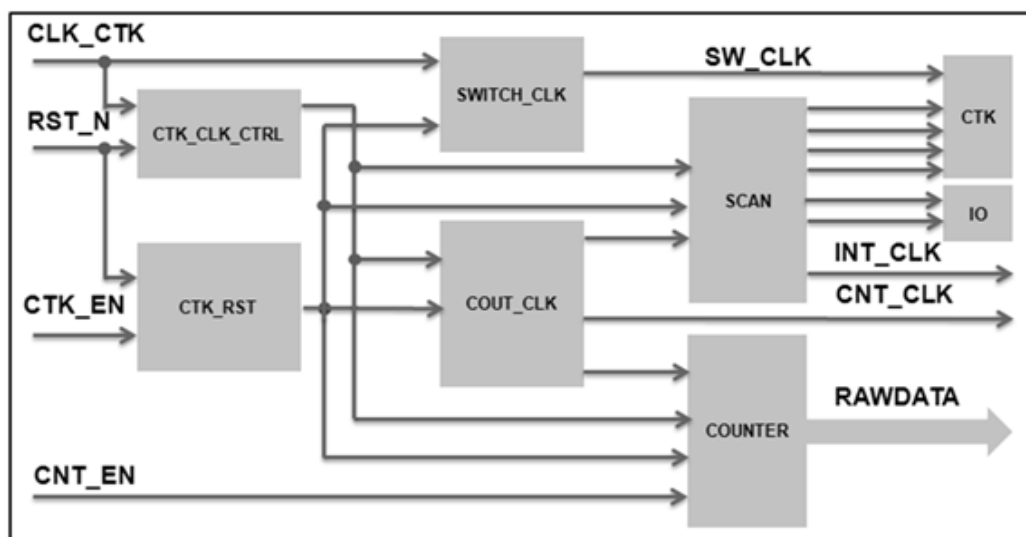 CLK_CTK
SW_CLK
SWITCH_CLK
CTK
RST_N
CTK_CLK_CTRL
SCAN
IO
INT_CLK
CTK_EN
CTK_RST
COUT_CLK
CNT_CLK
RAWDATA
COUNTER
CNT_EN